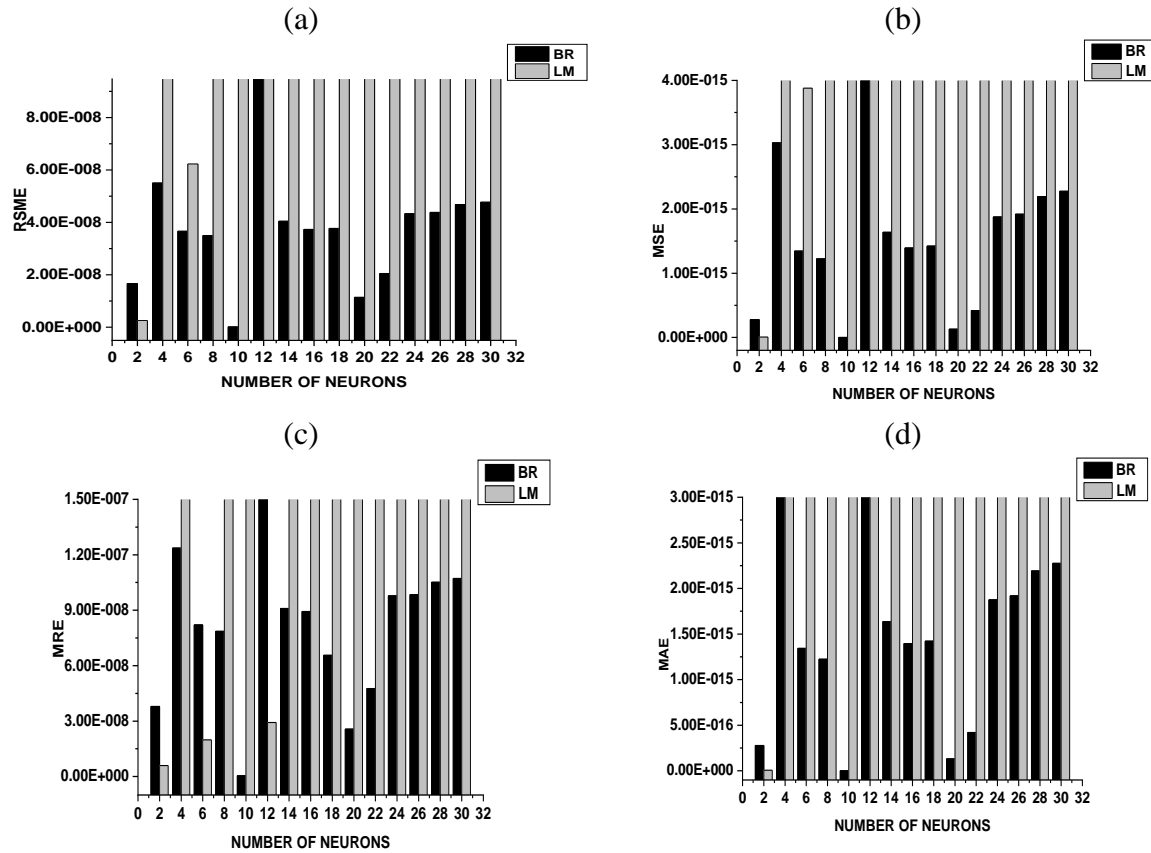 (a)
BR
LM
8.00E-008
6.00E-008
4.00E-008
2.00E-008
0.00E+000
RSME
0 2 4 6 8 10 12 14 16 18 20 22 24 26 28 30 32
NUMBER OF NEURONS
(b)
BR
LM
4.00E-015
3.00E-015
2.00E-015
1.00E-015
0.00E+000
MSE
0 2 4 6 8 10 12 14 16 18 20 22 24 26 28 30 32
NUMBER OF NEURONS
(c)
BR
LM
1.50E-007
1.20E-007
9.00E-008
6.00E-008
3.00E-008
0.00E+000
MRE
0 2 4 6 8 10 12 14 16 18 20 22 24 26 28 30 32
NUMBER OF NEURONS
(d)
BR
LM
3.00E-015
2.50E-015
2.00E-015
1.50E-015
1.00E-015
5.00E-016
0.00E+000
MAE
0 2 4 6 8 10 12 14 16 18 20 22 24 26 28 30 32
NUMBER OF NEURONS